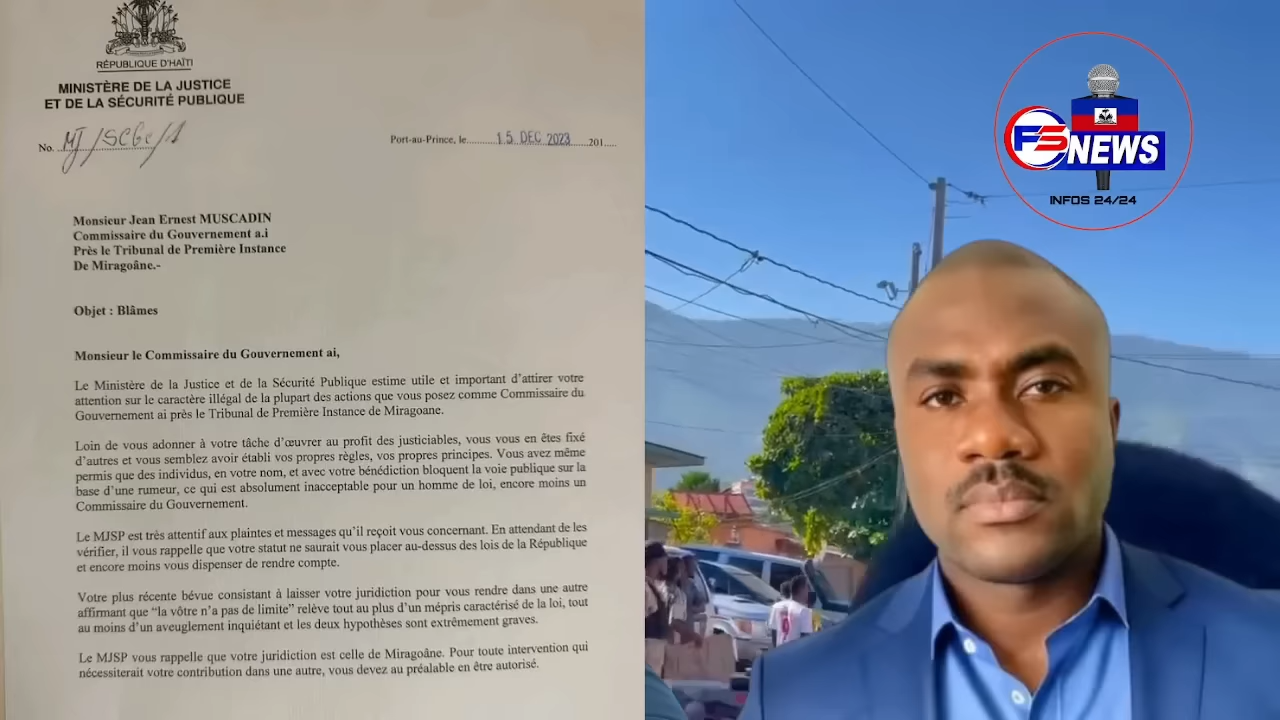 RÉPUBLIQUE D'HAÏTI
MINISTÈRE DE LA JUSTICE
ET DE LA SÉCURITÉ PUBLIQUE
No. MJ/SCGc/1
Port-au-Prince, le.......15 DEC 2023.....201.....
Monsieur Jean Ernest MUSCADIN
Commissaire du Gouvernement a.i
Près le Tribunal de Première Instance
De Miragoâne.-
Objet : Blâmes
Monsieur le Commissaire du Gouvernement ai,
Le Ministère de la Justice et de la Sécurité Publique estime utile et important d'attirer votre
attention sur le caractère illégal de la plupart des actions que vous posez comme Commissaire du
Gouvernement ai près le Tribunal de Première Instance de Miragoane.
Loin de vous adonner à votre tâche d'œuvrer au profit des justiciables, vous vous en êtes fixé
d'autres et vous semblez avoir établi vos propres règles, vos propres principes. Vous avez même
permis que des individus, en votre nom, et avec votre bénédiction bloquent la voie publique sur la
base d'une rumeur, ce qui est absolument inacceptable pour un homme de loi, encore moins un
Commissaire du Gouvernement.
Le MJSP est très attentif aux plaintes et messages qu'il reçoit vous concernant. En attendant de les
vérifier, il vous rappelle que votre statut ne saurait vous placer au-dessus des lois de la République
et encore moins vous dispenser de rendre compte.
Votre plus récente bévue consistant à laisser votre juridiction pour vous rendre dans une autre
affirmant que "la vôtre n'a pas de limite" relève tout au plus d'un mépris caractérisé de la loi, tout
au moins d'un aveuglement inquiétant et les deux hypothèses sont extrêmement graves.
Le MJSP vous rappelle que votre juridiction est celle de Miragoâne. Pour toute intervention qui
nécessiterait votre contribution dans une autre, vous devez au préalable en être autorisé.
FS NEWS
INFOS 24/24